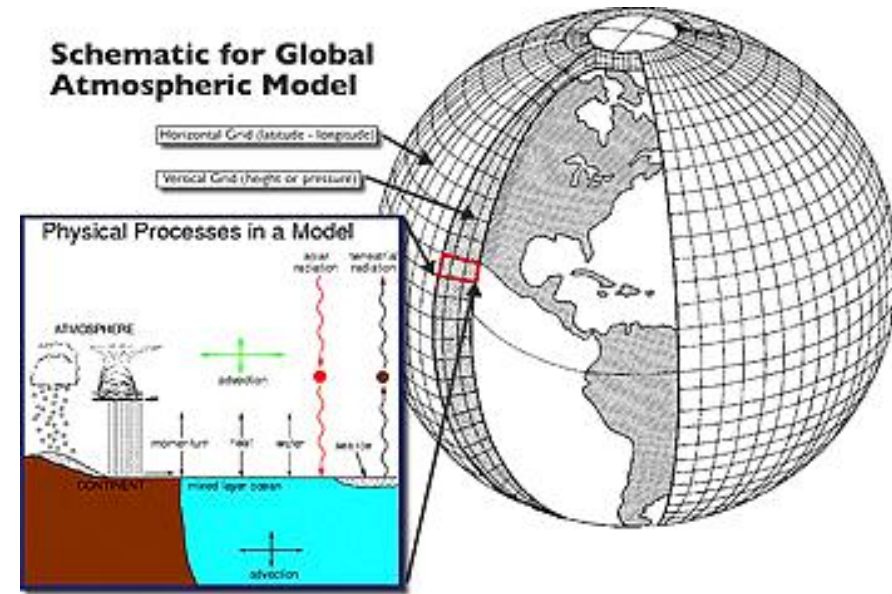 Schematic for Global
Atmospheric Model
Horizontal Grid (latitude - longitude)
Vertical Grid (height or pressure)
Physical Processes in a Model
solar
radiation
terrestrial
radiation
ATMOSPHERE
advection
momentum
heat
water
sea ice
CONTINENT
mixed layer ocean
advection